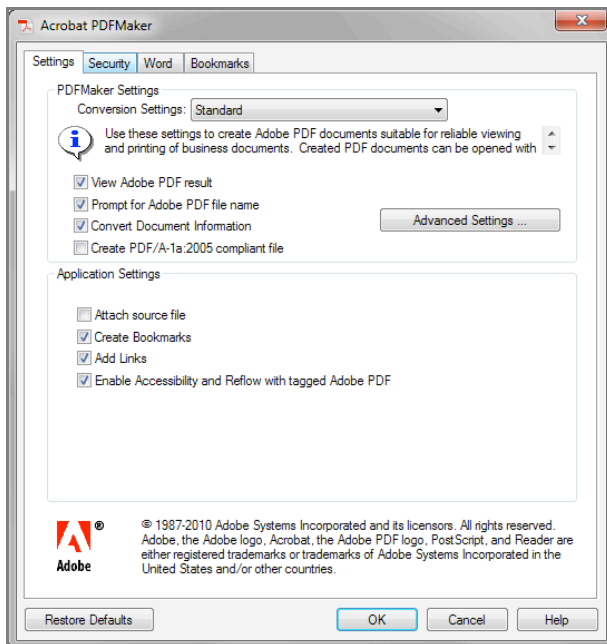 Acrobat PDFMaker
Settings Security Word Bookmarks
PDFMaker Settings
Conversion Settings: Standard
Use these settings to create Adobe PDF documents suitable for reliable viewing
and printing of business documents. Created PDF documents can be opened with
View Adobe PDF result
Prompt for Adobe PDF file name
Convert Document Information
Advanced Settings ...
Create PDF/A-1a:2005 compliant file
Application Settings
Attach source file
Create Bookmarks
Add Links
Enable Accessibility and Reflow with tagged Adobe PDF
® © 1987-2010 Adobe Systems Incorporated and its licensors. All rights reserved.
Adobe, the Adobe logo, Acrobat, the Adobe PDF logo, PostScript, and Reader are
either registered trademarks or trademarks of Adobe Systems Incorporated in the
United States and/or other countries.
Adobe
Restore Defaults OK Cancel Help